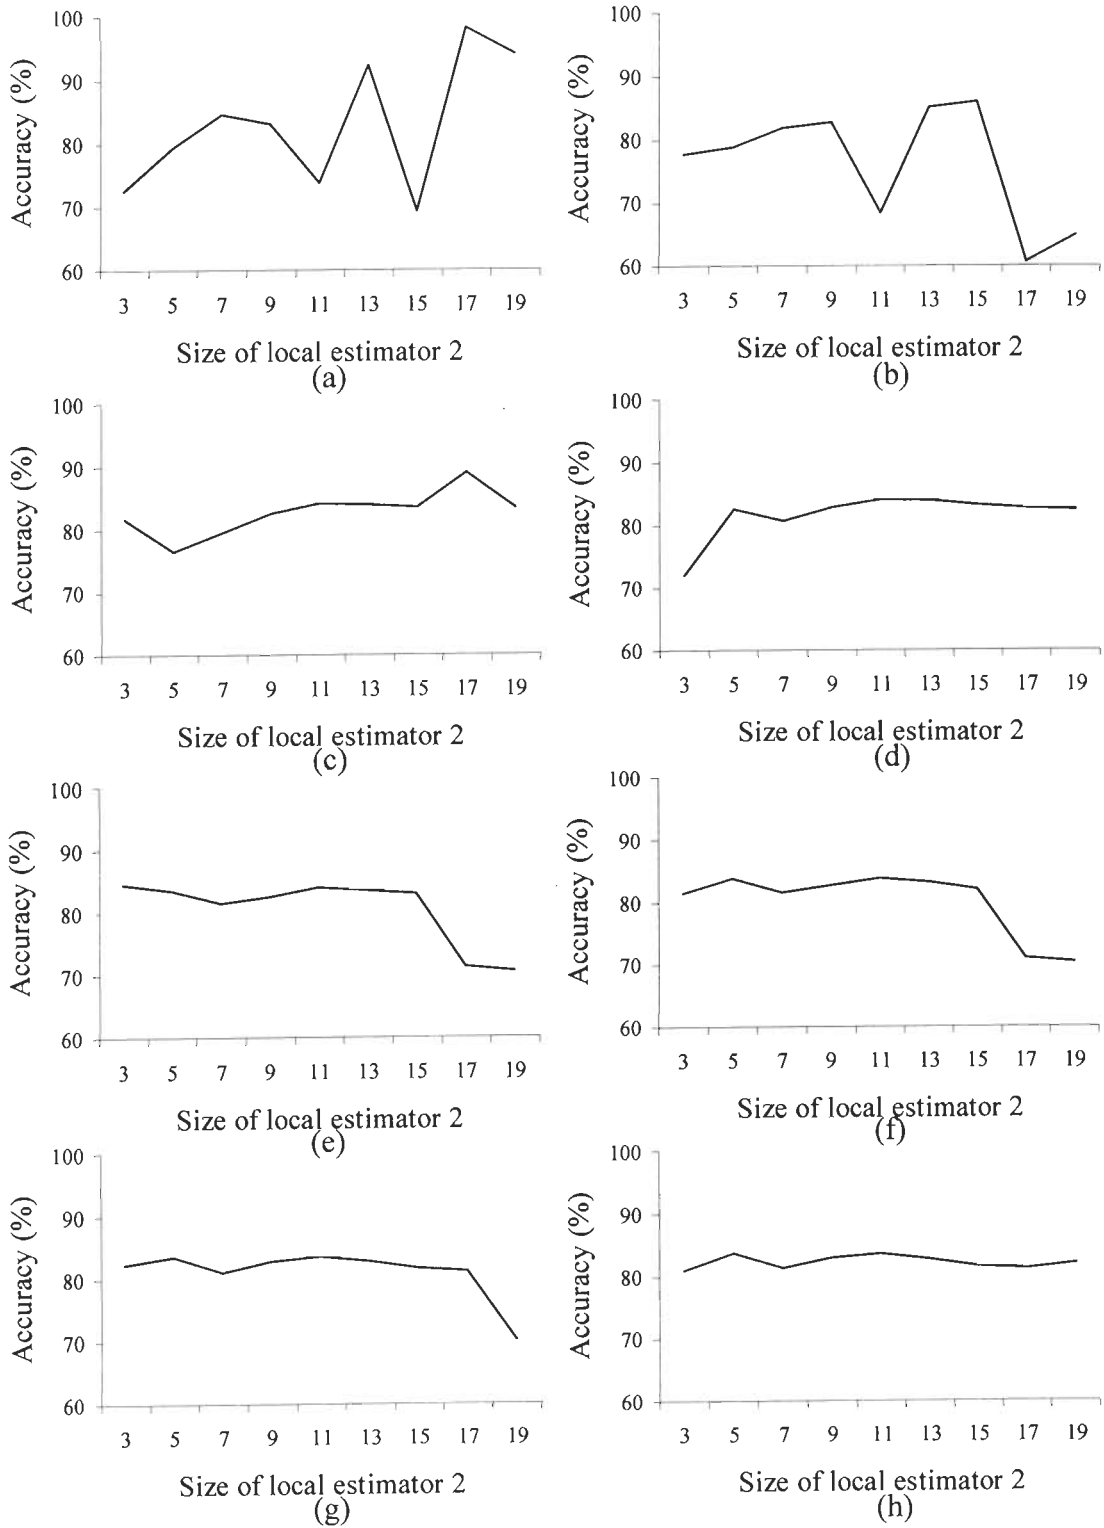 100
90
80
70
60
Accuracy (%)
3 5 7 9 11 13 15 17 19
Size of local estimator 2
(a)
100
90
80
70
60
Accuracy (%)
3 5 7 9 11 13 15 17 19
Size of local estimator 2
(b)
100
90
80
70
60
Accuracy (%)
3 5 7 9 11 13 15 17 19
Size of local estimator 2
(c)
100
90
80
70
60
Accuracy (%)
3 5 7 9 11 13 15 17 19
Size of local estimator 2
(d)
100
90
80
70
60
Accuracy (%)
3 5 7 9 11 13 15 17 19
Size of local estimator 2
(e)
100
90
80
70
60
Accuracy (%)
3 5 7 9 11 13 15 17 19
Size of local estimator 2
(f)
100
90
80
70
60
Accuracy (%)
3 5 7 9 11 13 15 17 19
Size of local estimator 2
(g)
100
90
80
70
60
Accuracy (%)
3 5 7 9 11 13 15 17 19
Size of local estimator 2
(h)